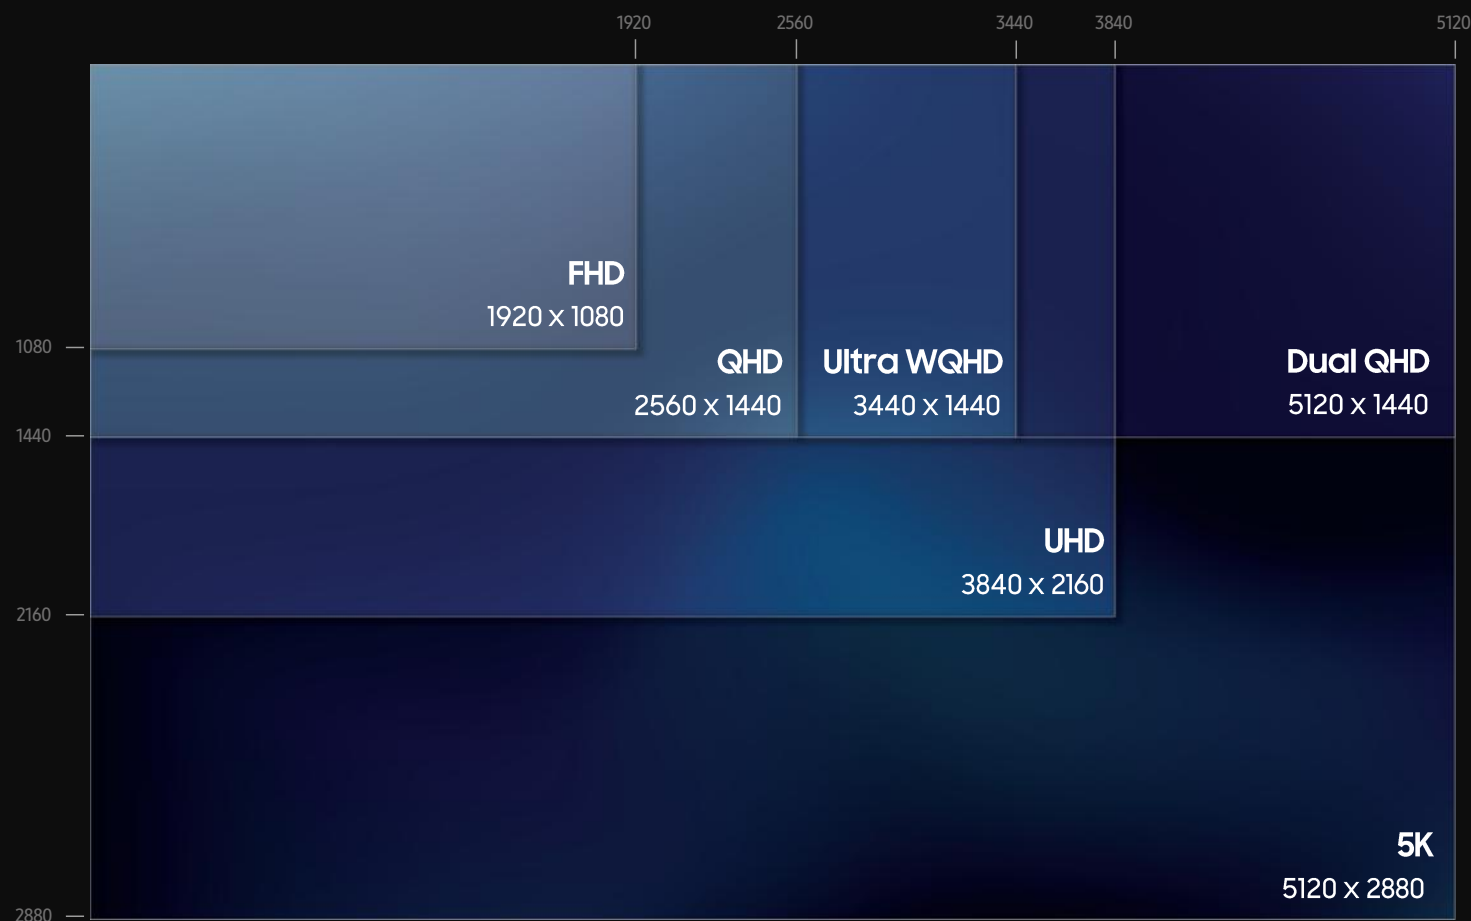 1920 2560 3440 3840 5120
FHD
1920 x 1080
1080
QHD
2560 x 1440
Ultra WQHD
3440 x 1440
Dual QHD
5120 x 1440
1440
UHD
3840 x 2160
2160
5K
5120 x 2880
2880